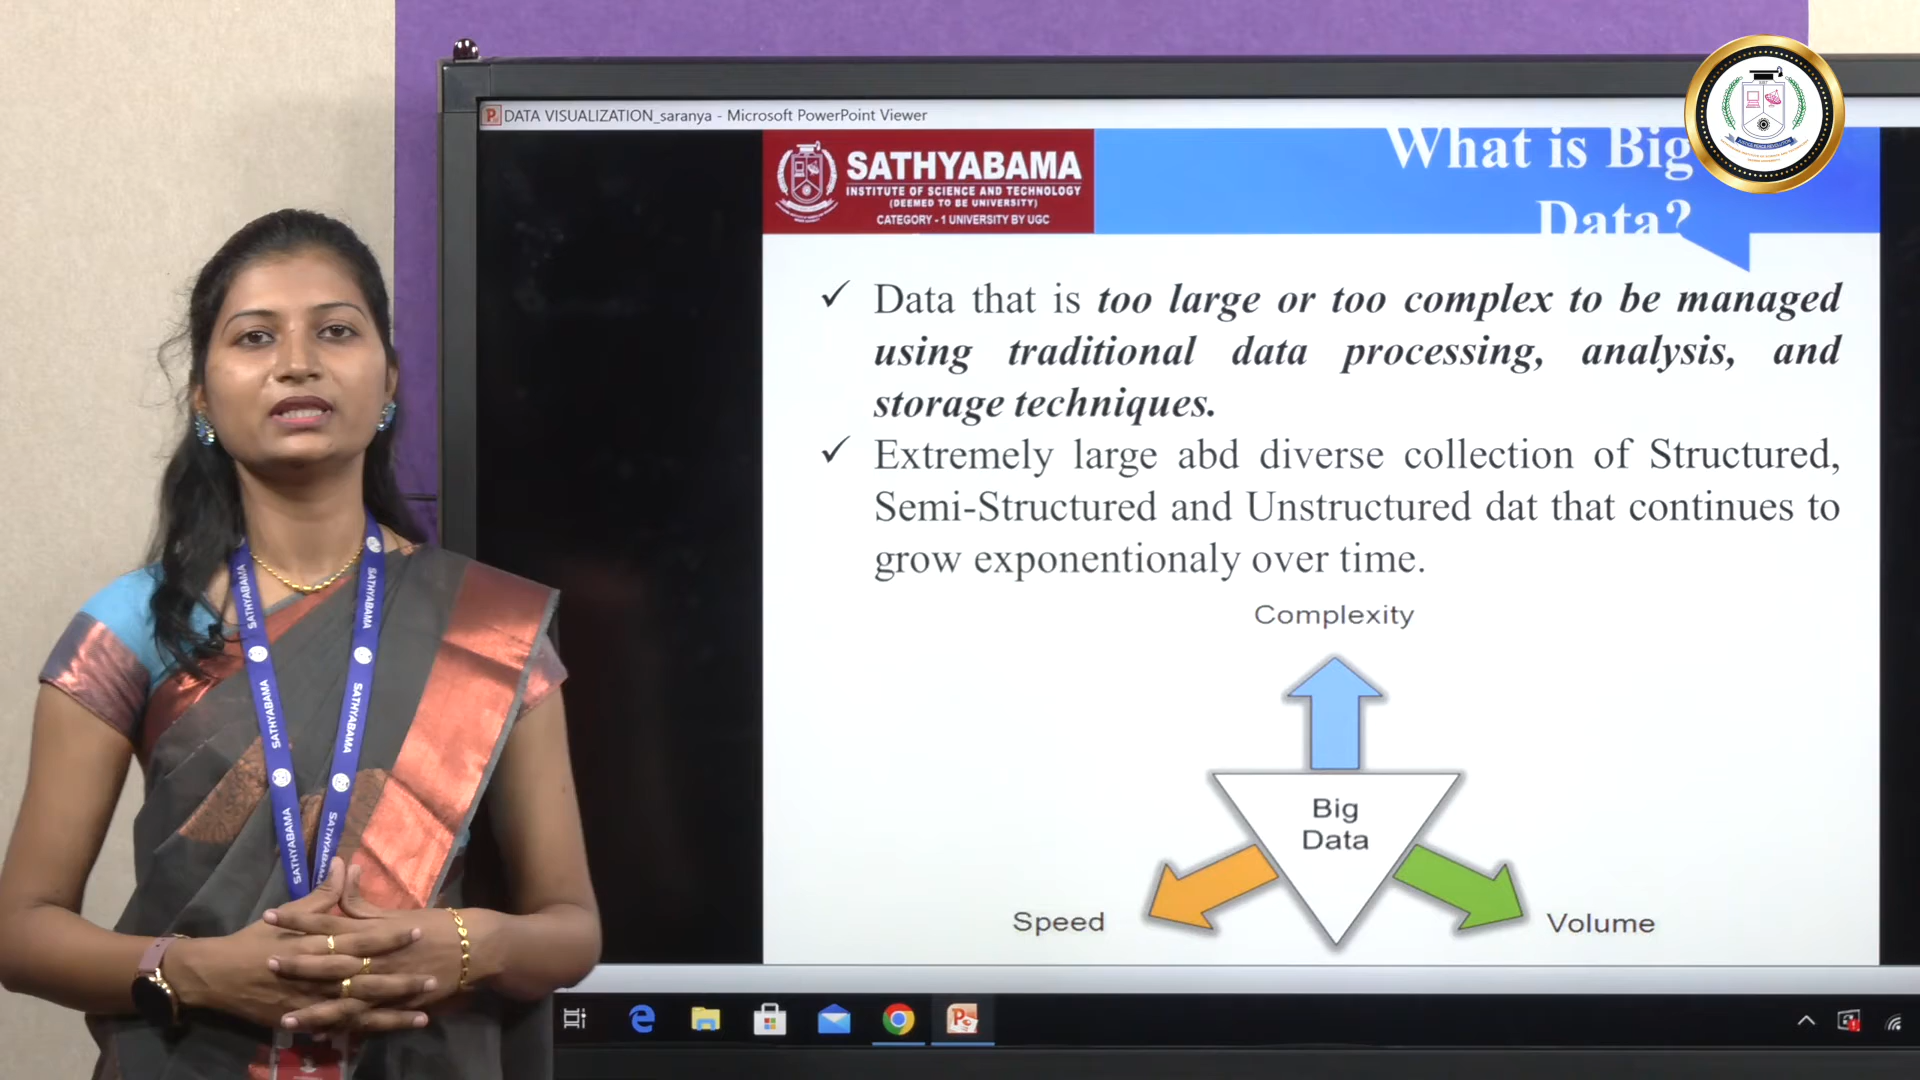 DATA VISUALIZATION_saranya - Microsoft PowerPoint Viewer
SATHYABAMA
INSTITUTE OF SCIENCE AND TECHNOLOGY
(DEEMED TO BE UNIVERSITY)
CATEGORY - 1 UNIVERSITY BY UGC
What is Big
Data?
✓ Data that is too large or too complex to be managed
using traditional data processing, analysis, and
storage techniques.
✓ Extremely large abd diverse collection of Structured,
Semi-Structured and Unstructured dat that continues to
grow exponentionaly over time.
Complexity
Big
Data
Speed
Volume
SATHYABAMA
SATHYABAMA
SATHYABAMA
SATHYABAMA
SATHYABAMA
SATHYABAMA